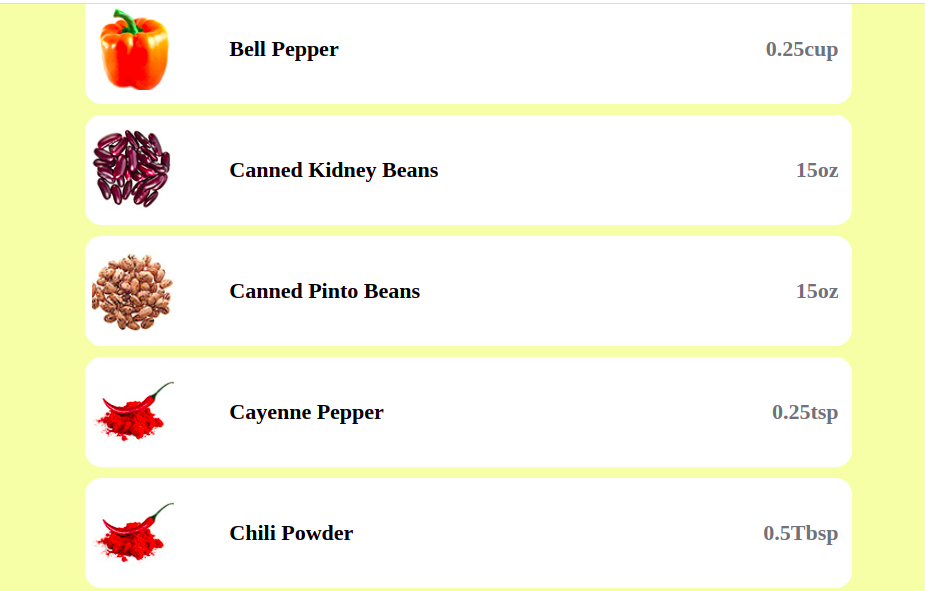 Bell Pepper 0.25cup
Canned Kidney Beans 15oz
Canned Pinto Beans 15oz
Cayenne Pepper 0.25tsp
Chili Powder 0.5Tbsp